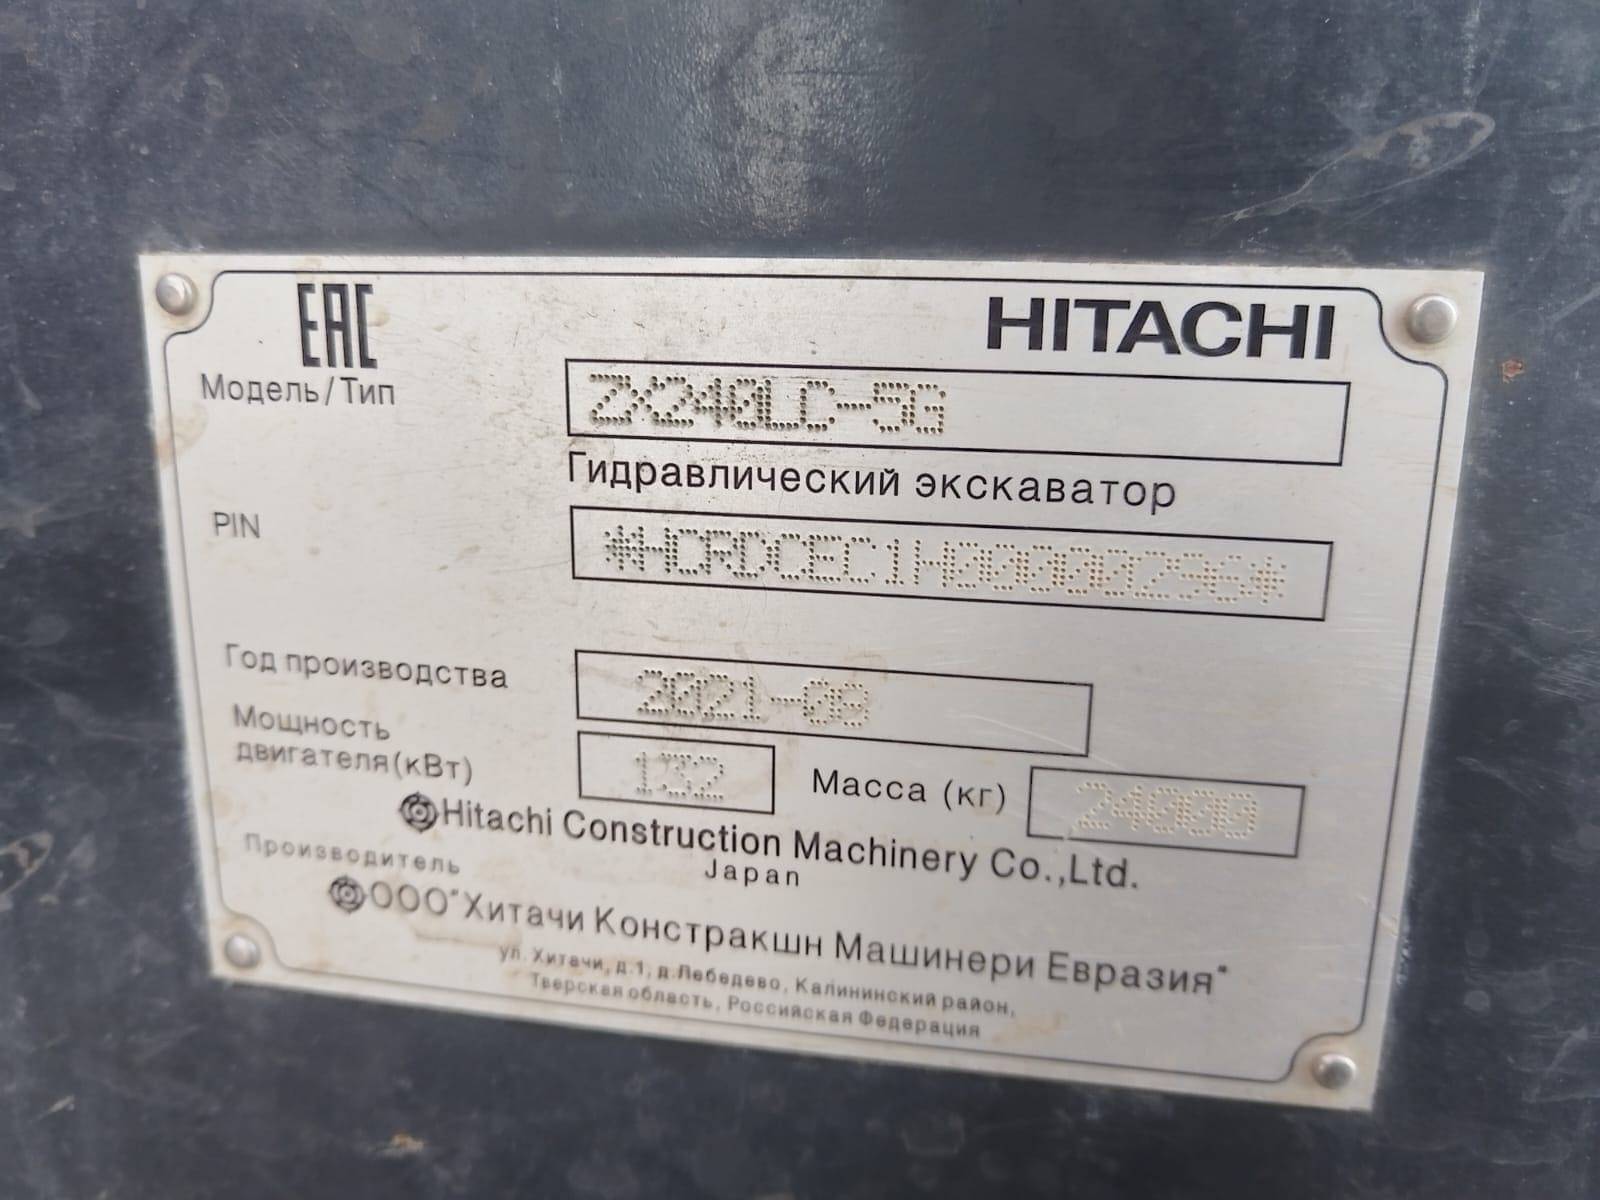 EAC
HITACHI
Модель/Тип ZX240LC-5G
Гидравлический экскаватор
PIN *HCRDCEC1H00000296*
Год производства 2021-08
Мощность
двигателя(кВт) 132 Масса (кг) 24000
Hitachi Construction Machinery Co.,Ltd.
Japan
Производитель
ООО"Хитачи Констракшн Машинери Евразия"
ул. Хитачи, д.1, д.Лебедево, Калининский район,
Тверская область, Российская Федерация